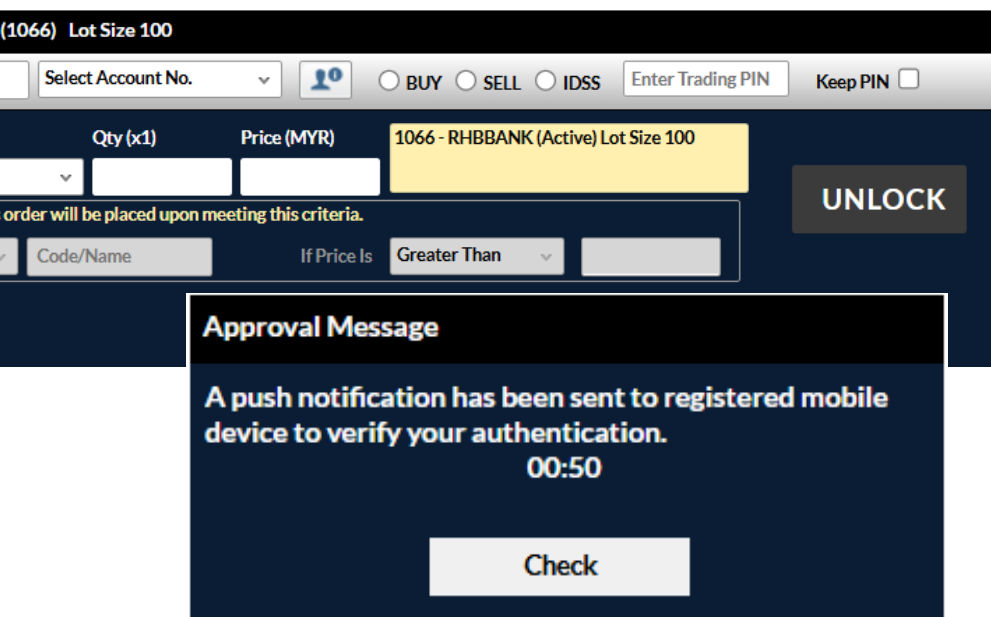 (1066) Lot Size 100
Select Account No. BUY SELL IDSS Enter Trading PIN Keep PIN
Qty (x1) Price (MYR) 1066 - RHBBANK (Active) Lot Size 100
UNLOCK
order will be placed upon meeting this criteria.
Code/Name If Price Is Greater Than
Approval Message
A push notification has been sent to registered mobile
device to verify your authentication.
00:50
Check